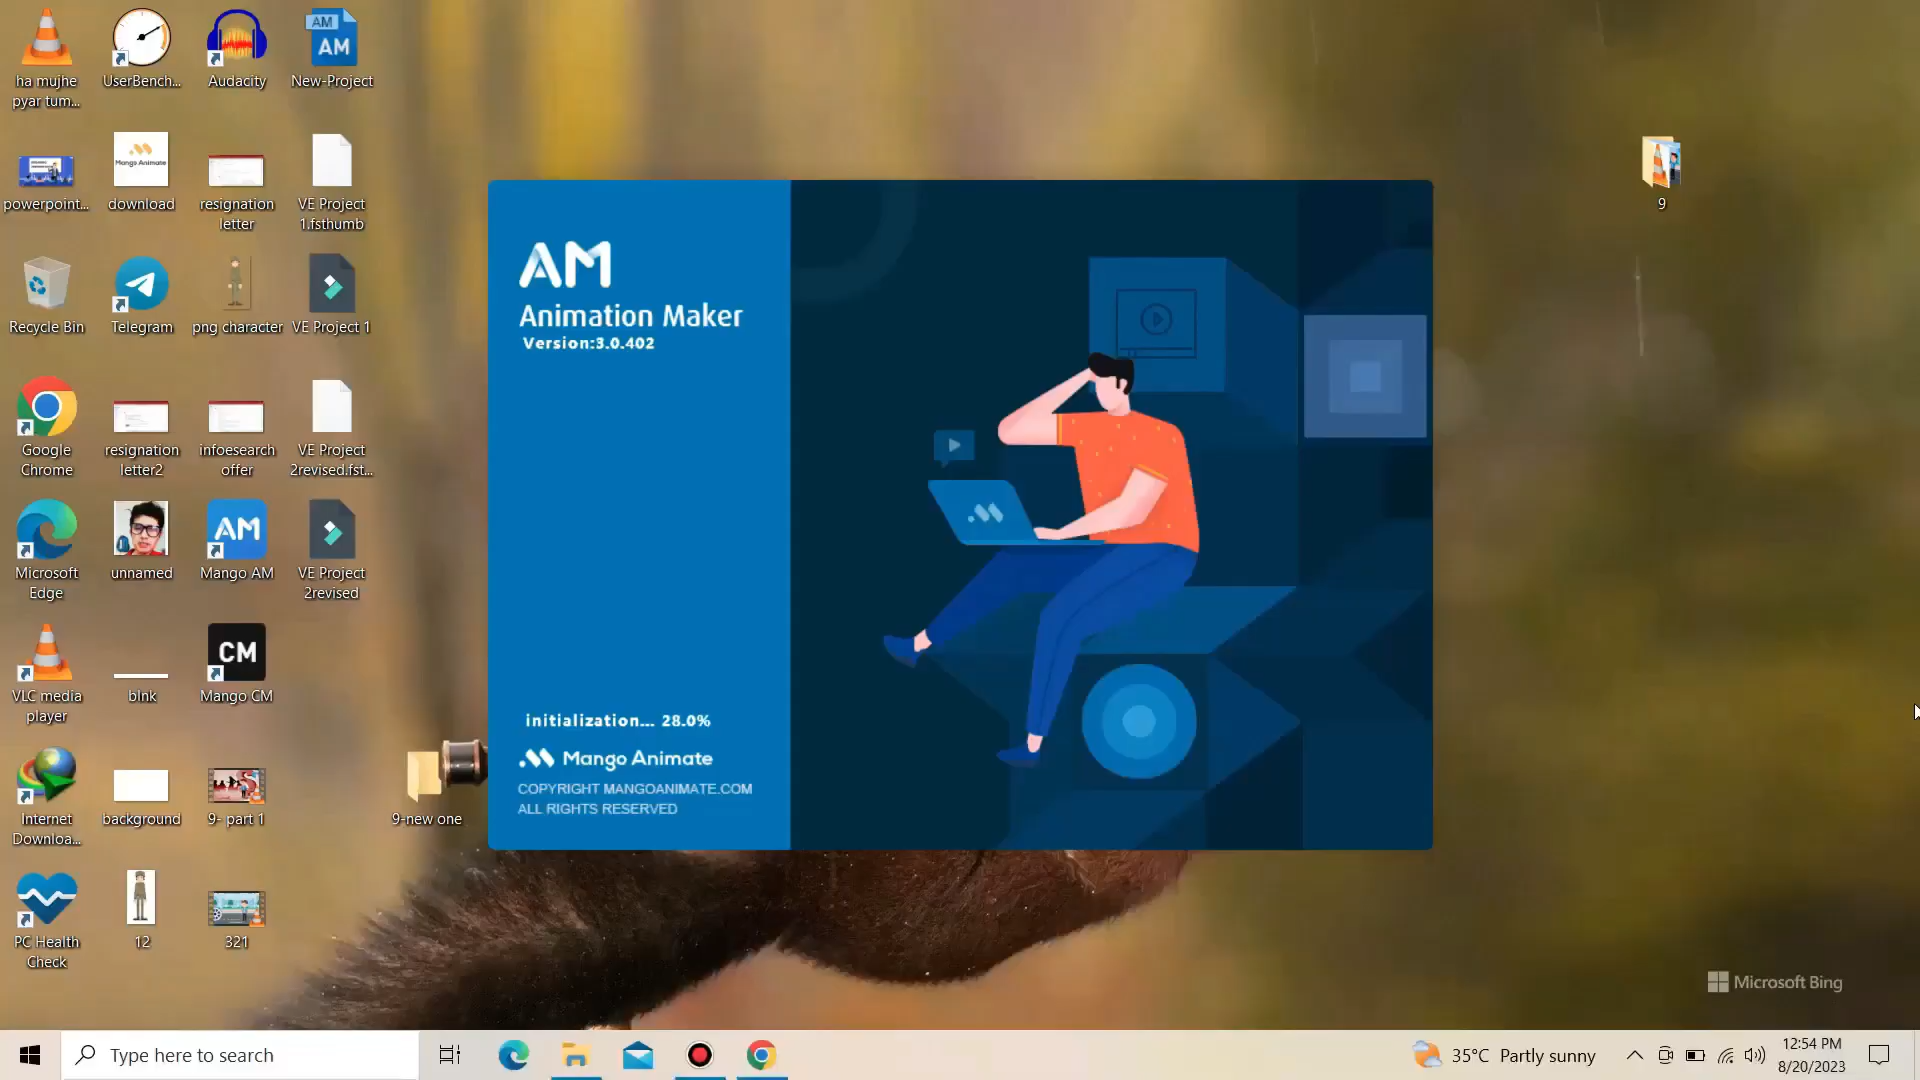 ha mujhe
pyar tum...
UserBench...
Audacity
AM
AM
New-Project
powerpoint...
Mango Animate
download
resignation
letter
VE Project
1.fsthumb
9
Recycle Bin
Telegram
png character
VE Project 1
Google
Chrome
resignation
letter2
infoesearch
offer
VE Project
2revised.fst...
Microsoft
Edge
unnamed
AM
Mango AM
VE Project
2revised
VLC media
player
blnk
CM
Mango CM
Internet
Downloa...
background
9- part 1
9-new one
PC Health
Check
12
321
AM
Animation Maker
Version:3.0.402
initialization... 28.0%
Mango Animate
COPYRIGHT MANGOANIMATE.COM
ALL RIGHTS RESERVED
Microsoft Bing
Type here to search
35°C Partly sunny
12:54 PM
8/20/2023